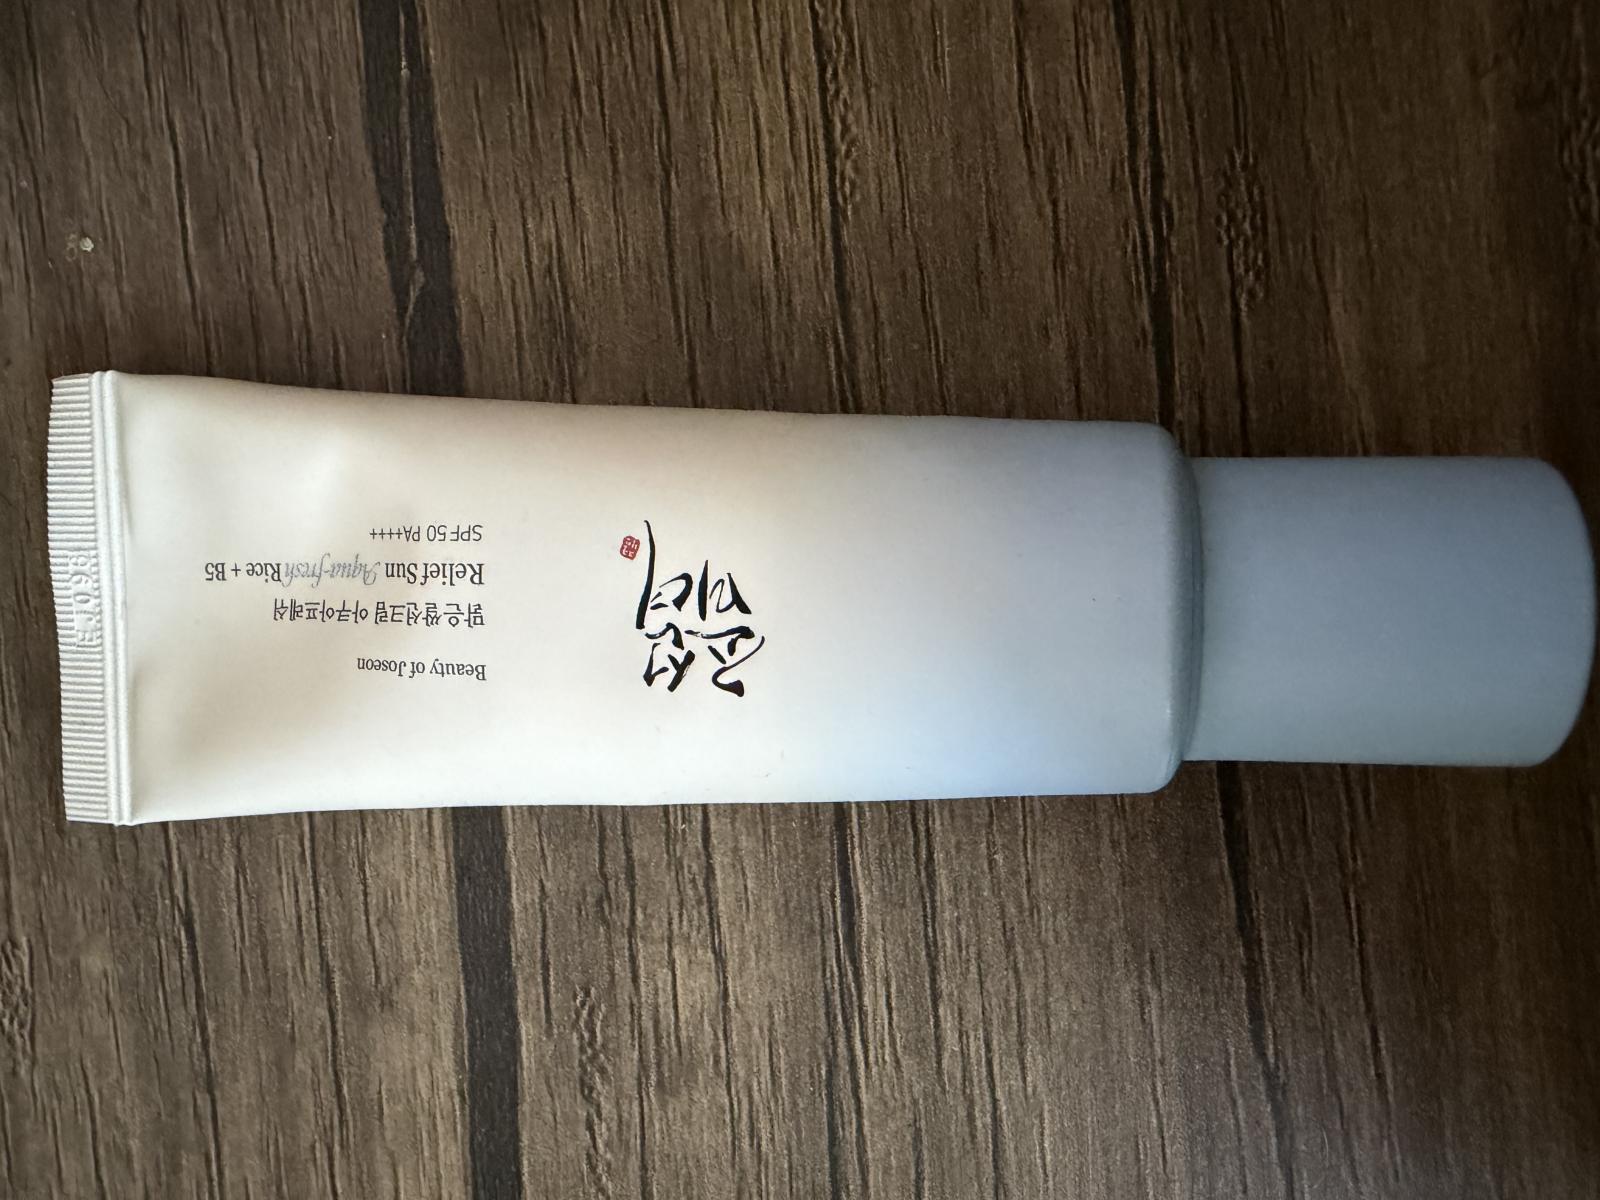 조선
미녀
Beauty of Joseon
맑은쌀선크림 아쿠아프레쉬
Relief Sun Aqua-fresh Rice + B5
SPF 50 PA++++